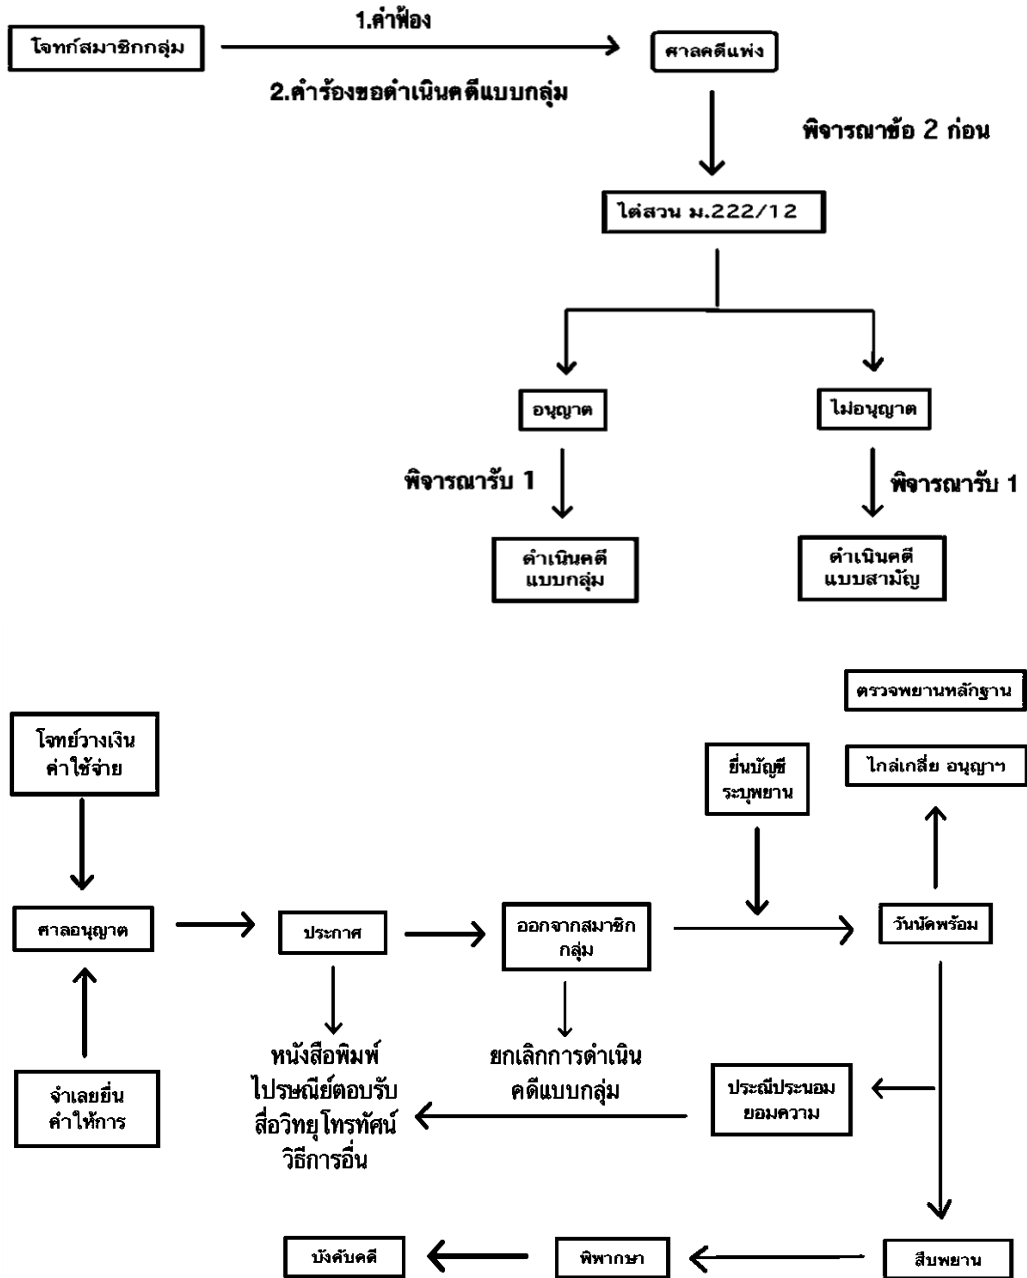 1.คำฟ้อง
โจทก์สมาชิกกลุ่ม
ศาลคดีแพ่ง
2.คำร้องขอดำเนินคดีแบบกลุ่ม
พิจารณาข้อ 2 ก่อน
ไต่สวน ม.222/12
อนุญาต
ไม่อนุญาต
พิจารณารับ 1
พิจารณารับ 1
ดำเนินคดี
แบบกลุ่ม
ดำเนินคดี
แบบสามัญ
ตรวจพยานหลักฐาน
โจทย์วางเงิน
ค่าใช้จ่าย
ยื่นบัญชี
ระบุพยาน
ไกล่เกลี่ย อนุญาฯ
ศาลอนุญาต
ประกาศ
ออกจากสมาชิก
กลุ่ม
วันนัดพร้อม
หนังสือพิมพ์
ไปรษณีย์ตอบรับ
สื่อวิทยุโทรทัศน์
วิธีการอื่น
ยกเลิกการดำเนิน
คดีแบบกลุ่ม
จำเลยยื่น
คำให้การ
ประณีประนอม
ยอมความ
บังคับคดี
พิพากษา
สืบพยาน